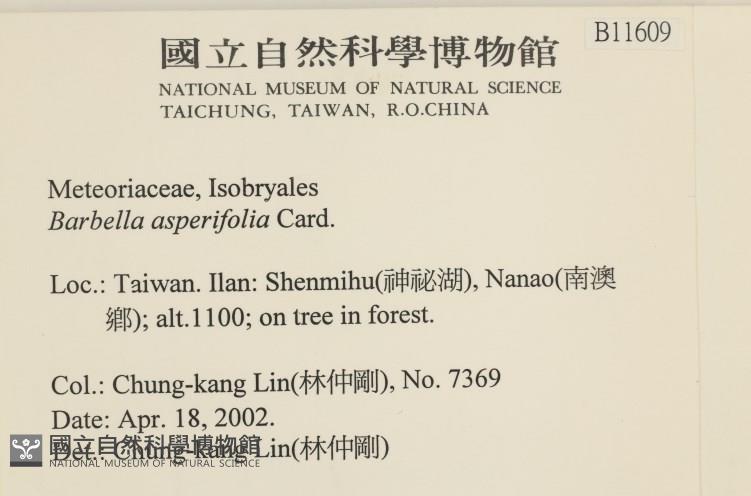 國立自然科學博物館
B11609
NATIONAL MUSEUM OF NATURAL SCIENCE
TAICHUNG, TAIWAN, R.O.CHINA
Meteoriaceae, Isobryales
Barbella asperifolia Card.
Loc.: Taiwan. Ilan: Shenmihu(神祕湖), Nanao(南澳
鄉); alt.1100; on tree in forest.
Col.: Chung-kang Lin(林仲剛), No. 7369
Date: Apr. 18, 2002.
Det.: Chung-kang Lin(林仲剛)
國立自然科學博物館
NATIONAL MUSEUM OF NATURAL SCIENCE